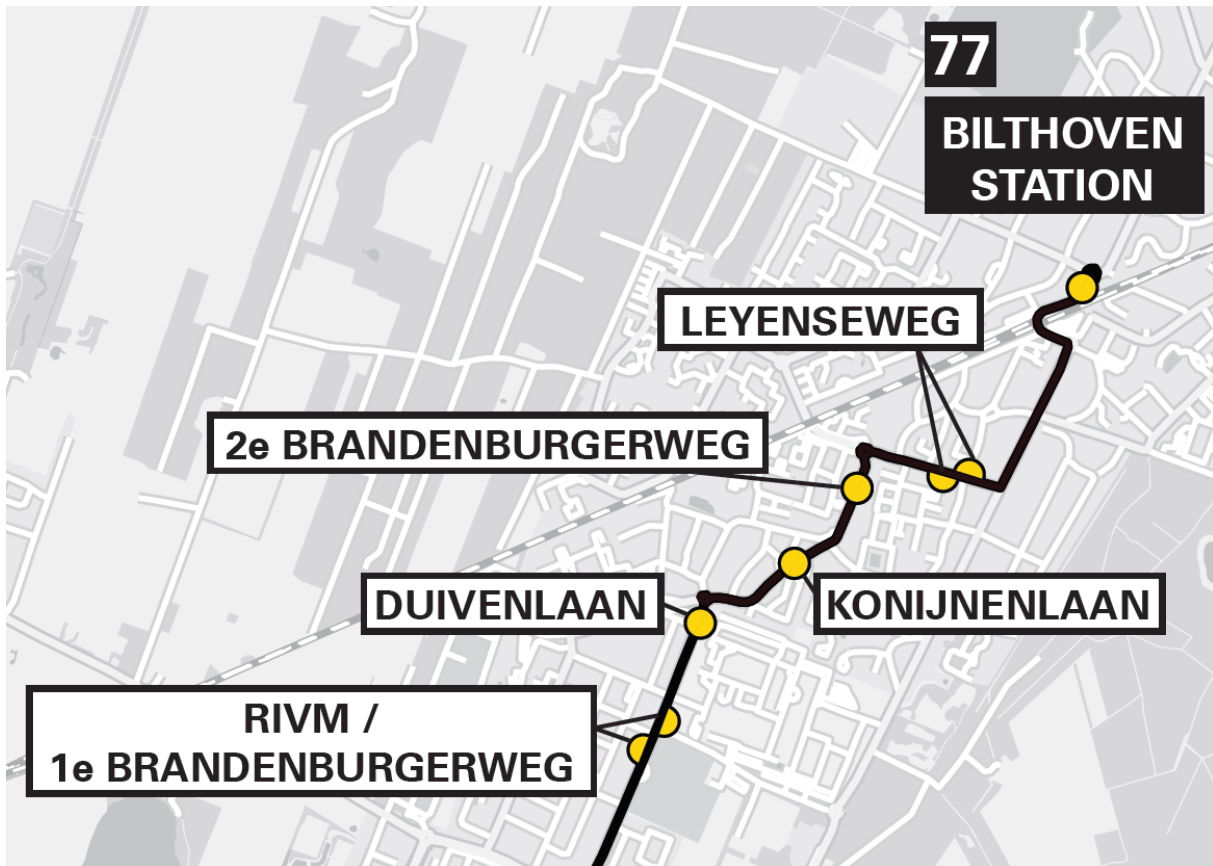 77
BILTHOVEN
STATION
LEYENSEWEG
2e BRANDENBURGERWEG
DUIVENLAAN
KONIJNENLAAN
RIVM /
1e BRANDENBURGERWEG